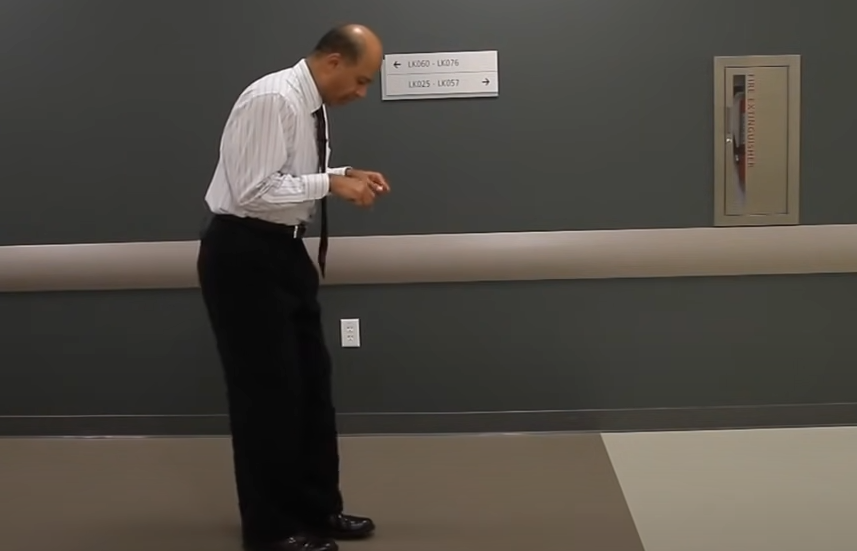 ← LK060 - LK076
LK025 - LK057 →
FIRE EXTINGUISHER